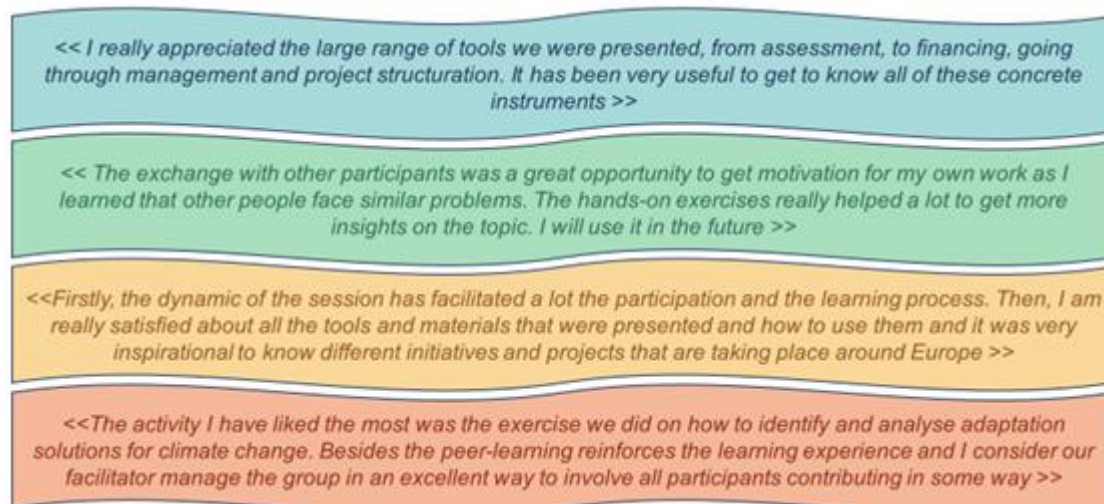 << I really appreciated the large range of tools we were presented, from assessment, to financing, going
through management and project structuration. It has been very useful to get to know all of these concrete
instruments >>
<< The exchange with other participants was a great opportunity to get motivation for my own work as I
learned that other people face similar problems. The hands-on exercises really helped a lot to get more
insights on the topic. I will use it in the future >>
<<Firstly, the dynamic of the session has facilitated a lot the participation and the learning process. Then, I am
really satisfied about all the tools and materials that were presented and how to use them and it was very
inspirational to know different initiatives and projects that are taking place around Europe >>
<<The activity I have liked the most was the exercise we did on how to identify and analyse adaptation
solutions for climate change. Besides the peer-learning reinforces the learning experience and I consider our
facilitator manage the group in an excellent way to involve all participants contributing in some way >>